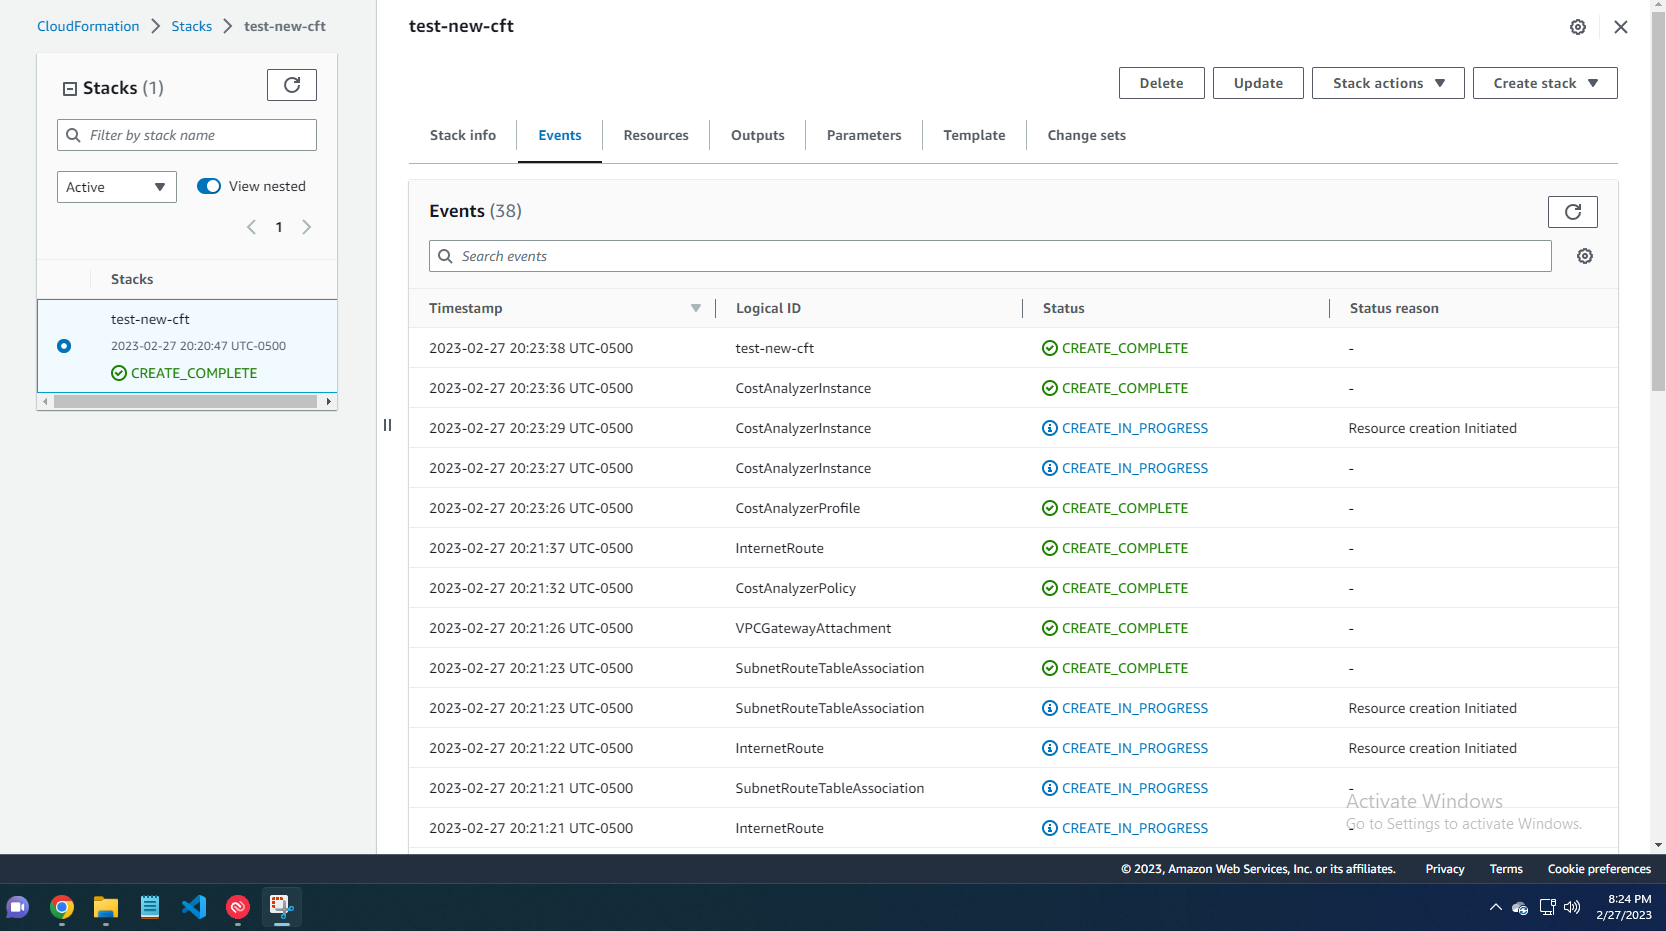 CloudFormation > Stacks > test-new-cft
Stacks (1)
Filter by stack name
Active
View nested
1
Stacks
test-new-cft
2023-02-27 20:20:47 UTC-0500
CREATE_COMPLETE
test-new-cft
Delete
Update
Stack actions
Create stack
Stack info
Events
Resources
Outputs
Parameters
Template
Change sets
Events (38)
Search events
Timestamp Logical ID Status Status reason
2023-02-27 20:23:38 UTC-0500 test-new-cft CREATE_COMPLETE -
2023-02-27 20:23:36 UTC-0500 CostAnalyzerInstance CREATE_COMPLETE -
2023-02-27 20:23:29 UTC-0500 CostAnalyzerInstance CREATE_IN_PROGRESS Resource creation Initiated
2023-02-27 20:23:27 UTC-0500 CostAnalyzerInstance CREATE_IN_PROGRESS -
2023-02-27 20:23:26 UTC-0500 CostAnalyzerProfile CREATE_COMPLETE -
2023-02-27 20:21:37 UTC-0500 InternetRoute CREATE_COMPLETE -
2023-02-27 20:21:32 UTC-0500 CostAnalyzerPolicy CREATE_COMPLETE -
2023-02-27 20:21:26 UTC-0500 VPCGatewayAttachment CREATE_COMPLETE -
2023-02-27 20:21:23 UTC-0500 SubnetRouteTableAssociation CREATE_COMPLETE -
2023-02-27 20:21:23 UTC-0500 SubnetRouteTableAssociation CREATE_IN_PROGRESS Resource creation Initiated
2023-02-27 20:21:22 UTC-0500 InternetRoute CREATE_IN_PROGRESS Resource creation Initiated
2023-02-27 20:21:21 UTC-0500 SubnetRouteTableAssociation CREATE_IN_PROGRESS -
2023-02-27 20:21:21 UTC-0500 InternetRoute CREATE_IN_PROGRESS -
Activate Windows
Go to Settings to activate Windows.
© 2023, Amazon Web Services, Inc. or its affiliates. Privacy Terms Cookie preferences
8:24 PM
2/27/2023